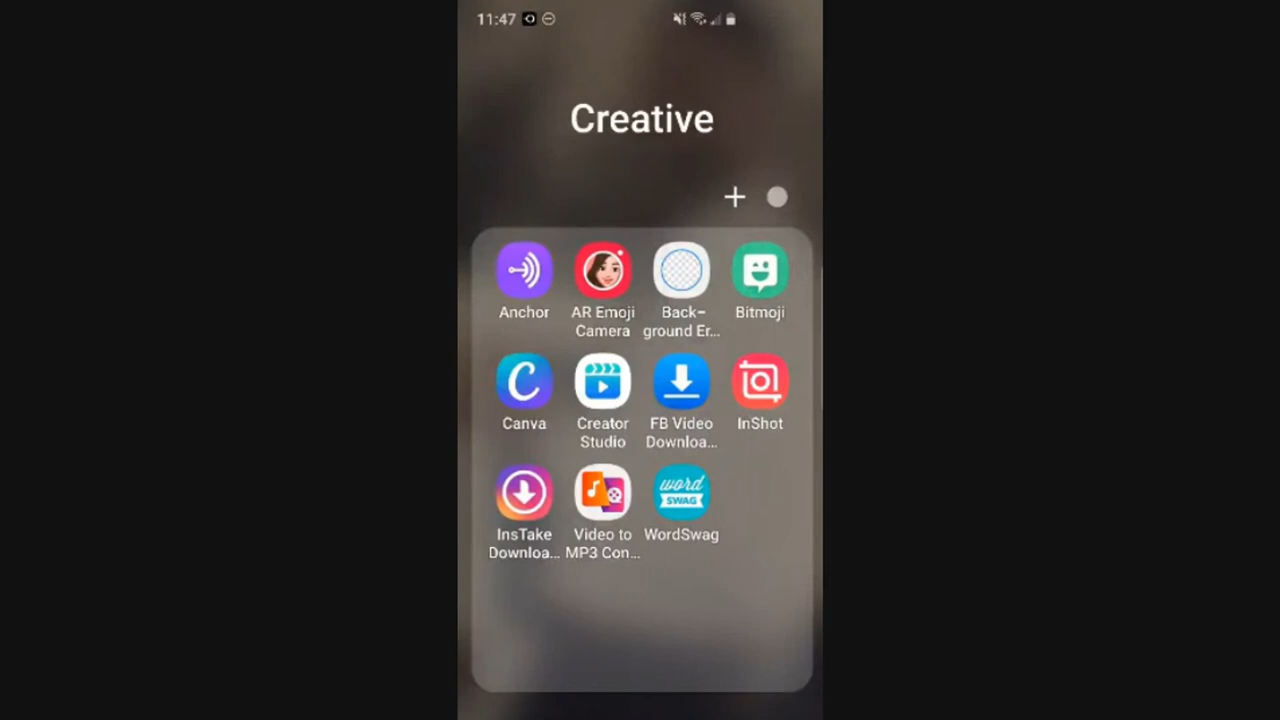 11:47
Creative
Anchor
AR Emoji
Camera
Back-
ground Er...
Bitmoji
Canva
Creator
Studio
FB Video
Downloa...
InShot
InsTake
Downloa...
Video to
MP3 Con...
word
SWAG
WordSwag